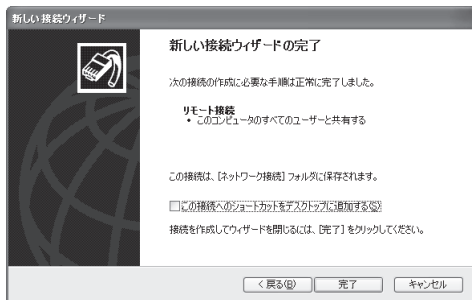 新しい接続ウィザード
新しい接続ウィザードの完了
次の接続の作成に必要な手順は正常に完了しました。
リモート接続
• このコンピュータのすべてのユーザーと共有する
この接続は、[ネットワーク接続] フォルダに保存されます。
この接続へのショートカットをデスクトップに追加する(S)
接続を作成してウィザードを閉じるには、[完了] をクリックしてください。
< 戻る(B)
完了
キャンセル